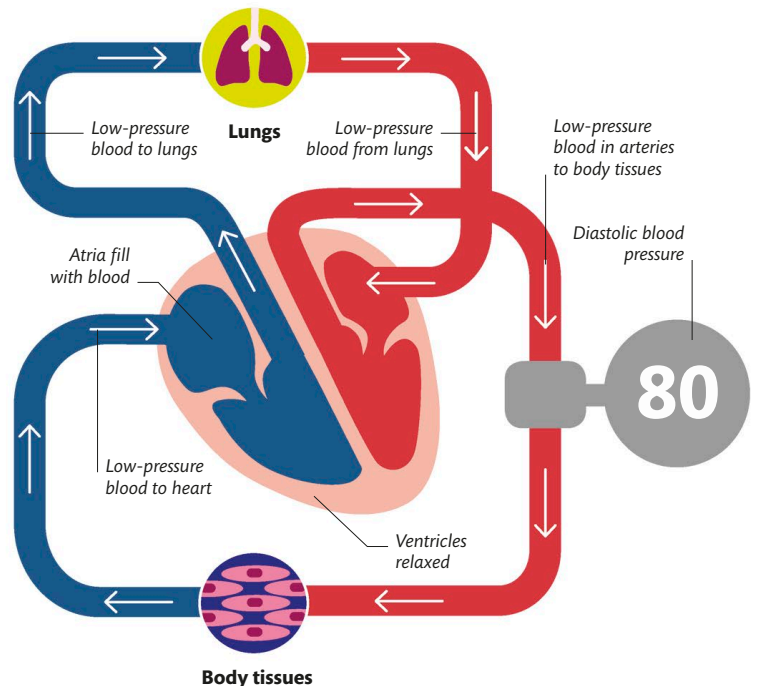 Low-pressure
blood to lungs
Lungs
Low-pressure
blood from lungs
Low-pressure
blood in arteries
to body tissues
Diastolic blood
pressure
Atria fill
with blood
80
Low-pressure
blood to heart
Ventricles
relaxed
Body tissues